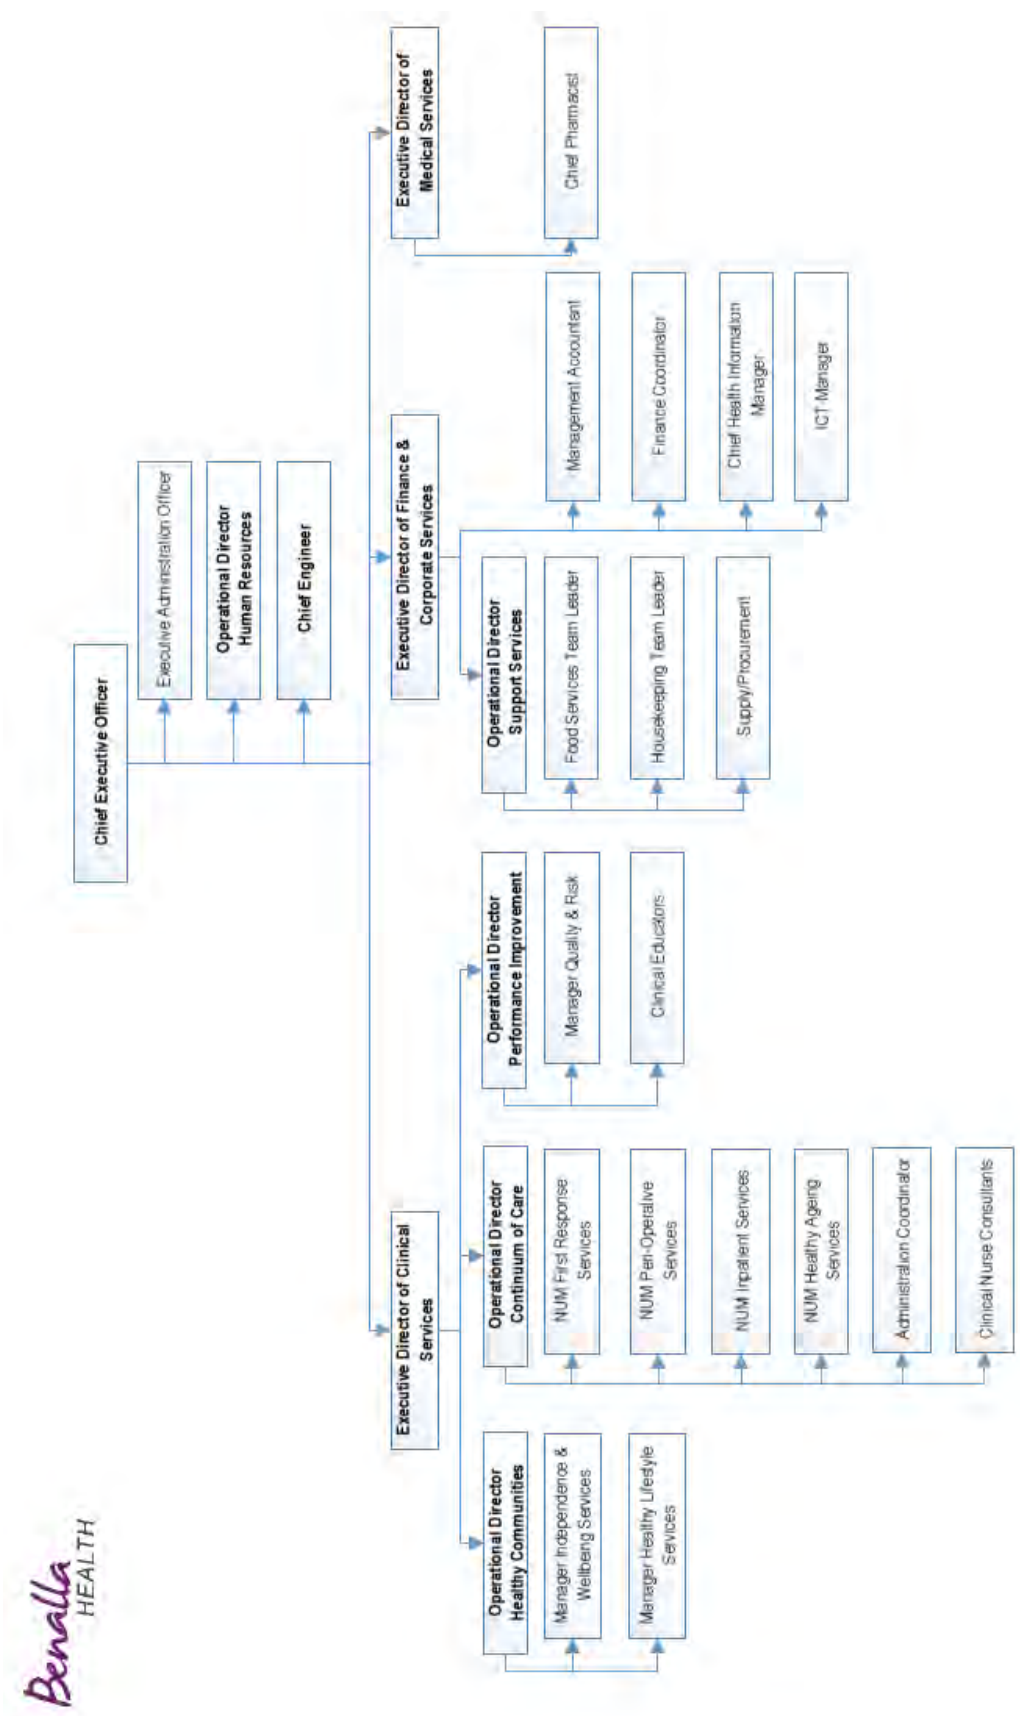 Benalla
HEALTH
Chief Executive Officer
Executive Administration Officer
Operational Director
Human Resources
Chief Engineer
Executive Director of Clinical
Services
Executive Director of Finance &
Corporate Services
Executive Director of
Medical Services
Operational Director
Healthy Communities
Manager Independence &
Wellbeing Services
Manager Healthy Lifestyle
Services
Operational Director
Continuum of Care
NUM First Response
Services
NUM Peri-Operative
Services
NUM Inpatient Services
NUM Healthy Ageing
Services
Administration Coordinator
Clinical Nurse Consultants
Operational Director
Performance Improvement
Manager Quality & Risk
Clinical Educators
Operational Director
Support Services
Food Services Team Leader
Housekeeping Team Leader
Supply/Procurement
Management Accountant
Finance Coordinator
Chief Health Information
Manager
ICT Manager
Chief Pharmacist